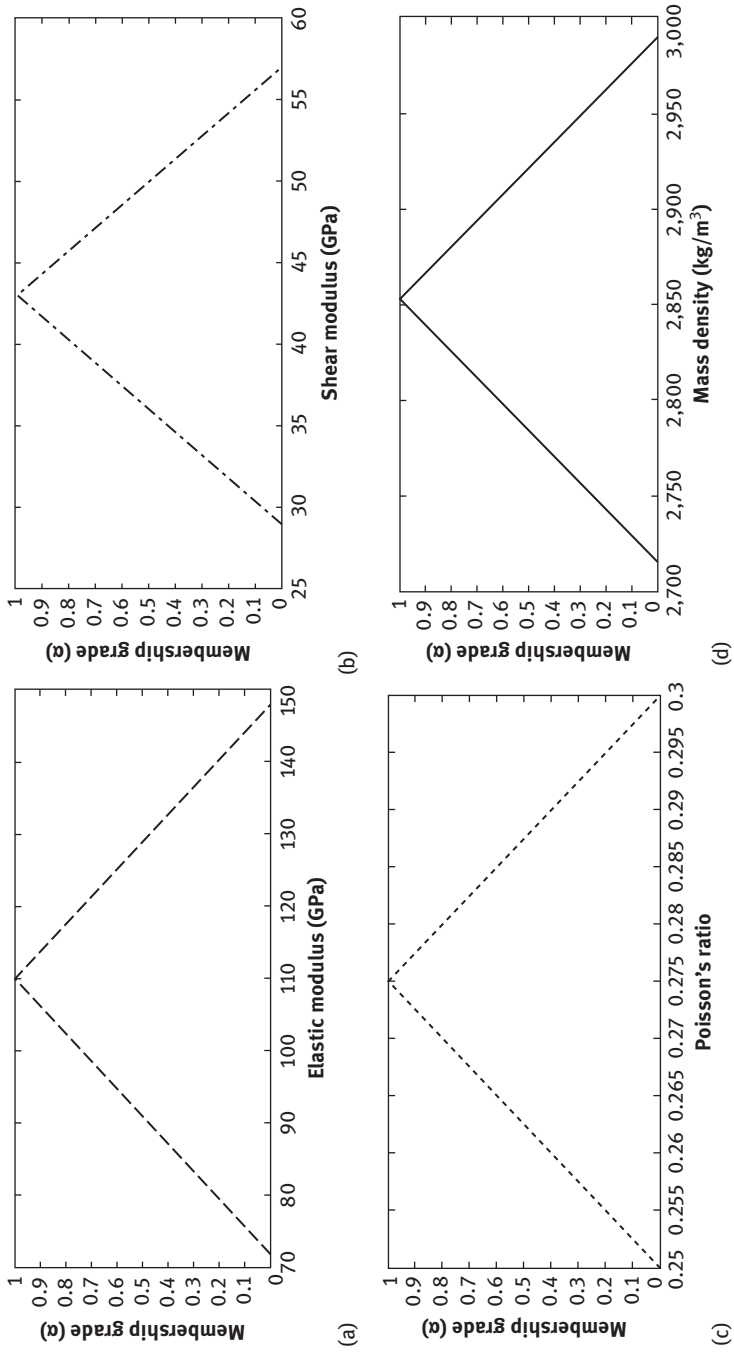 1
0.9
0.8
0.7
0.6
0.5
0.4
0.3
0.2
0.1
0
Membership grade (α)
70 80 90 100 110 120 130 140 150
Elastic modulus (GPa)
(a)
1
0.9
0.8
0.7
0.6
0.5
0.4
0.3
0.2
0.1
0
Membership grade (α)
25 30 35 40 45 50 55 60
Shear modulus (GPa)
(b)
1
0.9
0.8
0.7
0.6
0.5
0.4
0.3
0.2
0.1
0
Membership grade (α)
0.25 0.255 0.26 0.265 0.27 0.275 0.28 0.285 0.29 0.295 0.3
Poisson's ratio
(c)
1
0.9
0.8
0.7
0.6
0.5
0.4
0.3
0.2
0.1
0
Membership grade (α)
2,700 2,750 2,800 2,850 2,900 2,950 3,000
Mass density (kg/m³)
(d)